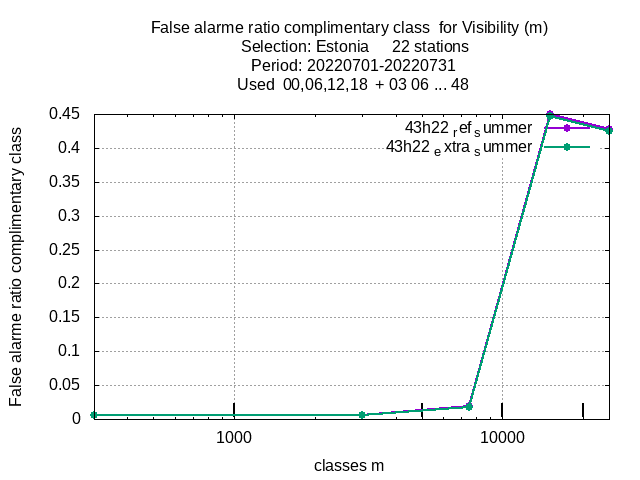 False alarme ratio complimentary class for Visibility (m)
Selection: Estonia 22 stations
Period: 20220701-20220731
Used 00,06,12,18 + 03 06 ... 48
False alarme ratio complimentary class
0.45
0.4
0.35
0.3
0.25
0.2
0.15
0.1
0.05
0
43h22 ref summer
43h22 extra summer
1000
10000
classes m